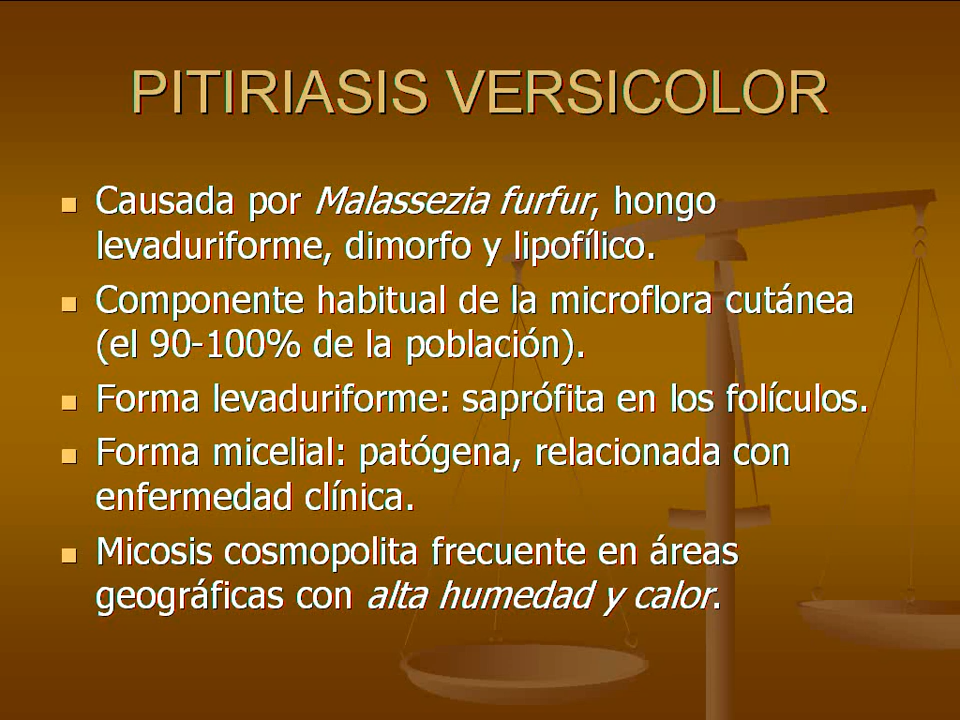 PITIRIASIS VERSICOLOR
Causada por Malassezia furfur, hongo
levaduriforme, dimorfo y lipofílico.
Componente habitual de la microflora cutánea
(el 90-100% de la población).
Forma levaduriforme: saprófita en los folículos.
Forma micelial: patógena, relacionada con
enfermedad clínica.
Micosis cosmopolita frecuente en áreas
geográficas con alta humedad y calor.